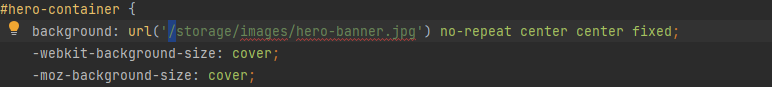 #hero-container {
background: url('/storage/images/hero-banner.jpg') no-repeat center center fixed;
-webkit-background-size: cover;
-moz-background-size: cover;